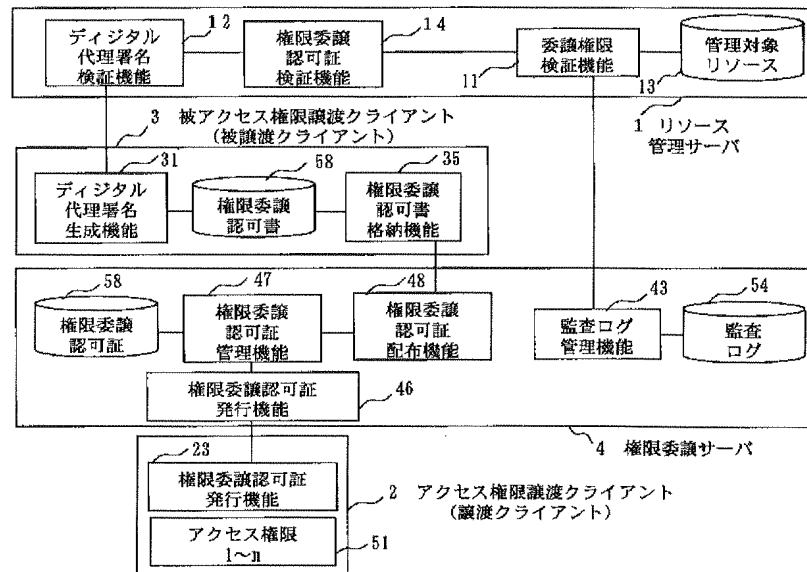 12
ディジタル
代理署名
検証機能
14
権限委譲
認可証
検証機能
11
委譲権限
検証機能
13
管理対象
リソース
1 リソース
管理サーバ
3 被アクセス権限譲渡クライアント
(被譲渡クライアント)
31
ディジタル
代理署名
生成機能
58
権限委譲
認可書
35
権限委譲
認可書
格納機能
58
権限委譲
認可証
47
権限委譲
認可証
管理機能
48
権限委譲
認可証
配布機能
43
監査ログ
管理機能
54
監査
ログ
権限委譲認可証
発行機能
46
4 権限委譲サーバ
23
権限委譲認可証
発行機能
2 アクセス権限譲渡クライアント
(譲渡クライアント)
アクセス権限
1~n
51